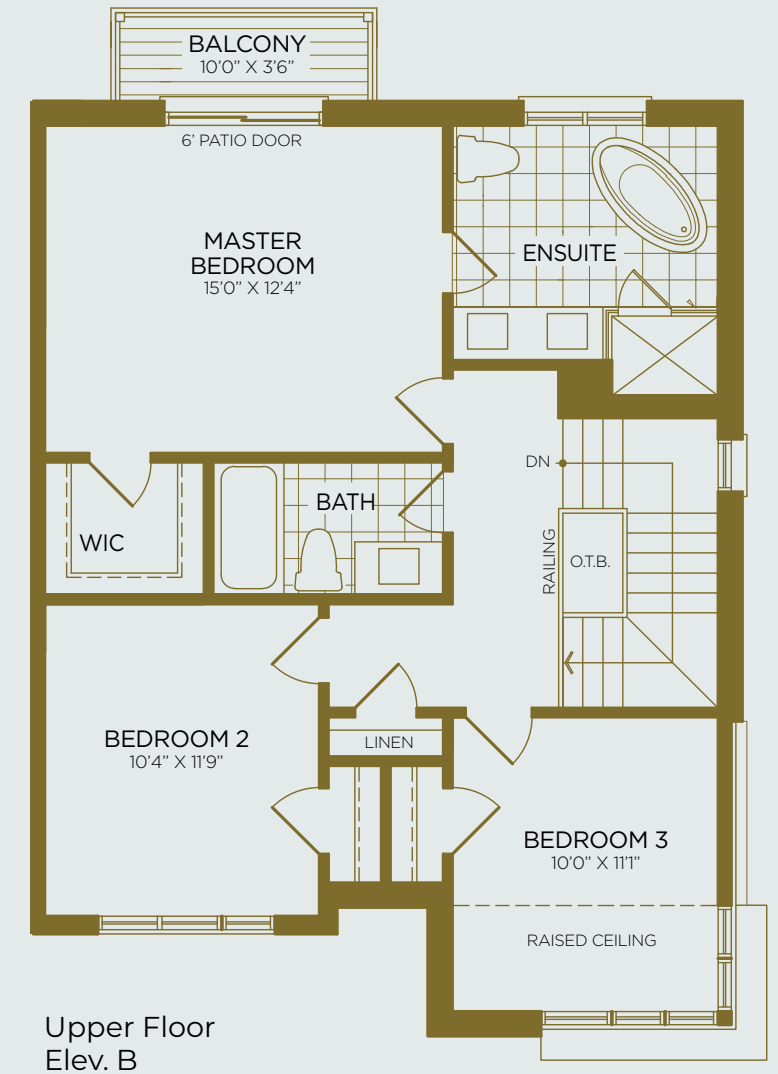 BALCONY
10'0" X 3'6"
6' PATIO DOOR
MASTER
BEDROOM
15'0" X 12'4"
ENSUITE
DN
BATH
WIC
RAILING
O.T.B.
BEDROOM 2
10'4" X 11'9"
LINEN
BEDROOM 3
10'0" X 11'1"
RAISED CEILING
Upper Floor
Elev. B